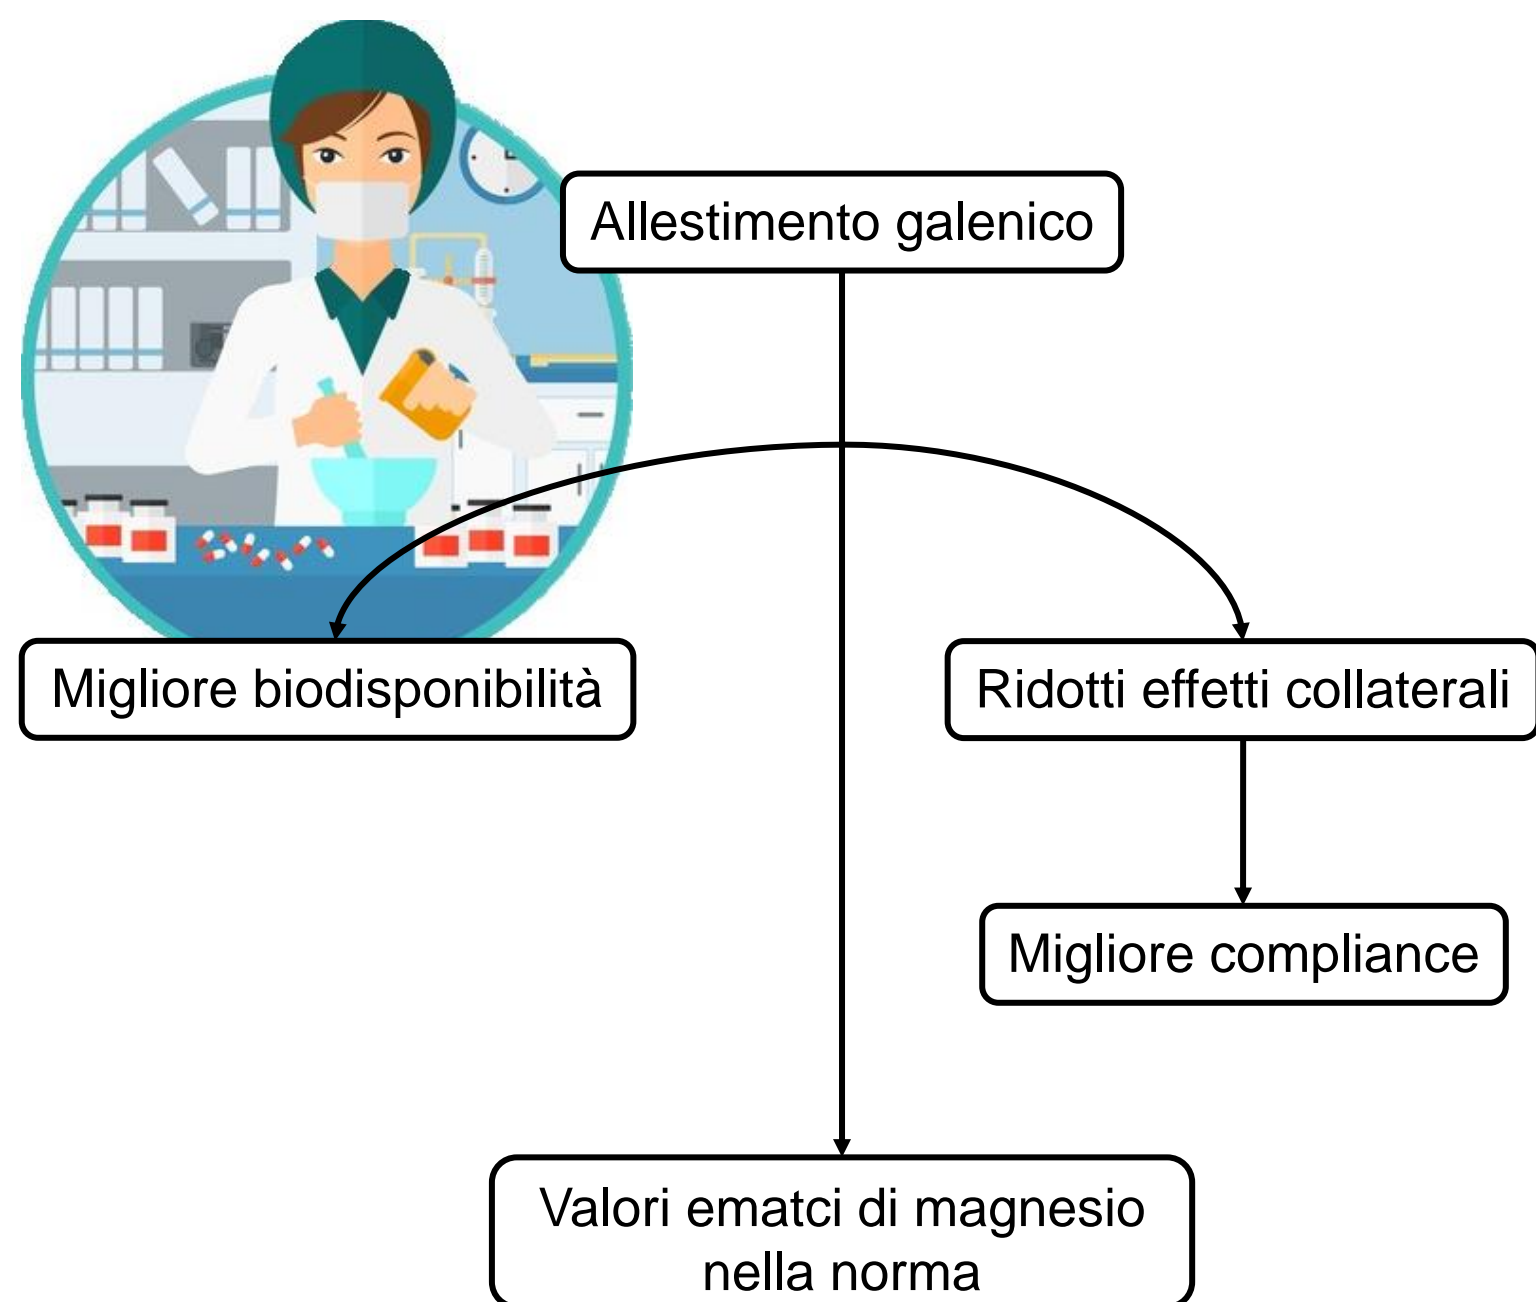 Allestimento galenico
Migliore biodisponibilità
Ridotti effetti collaterali
Migliore compliance
Valori ematci di magnesio
nella norma